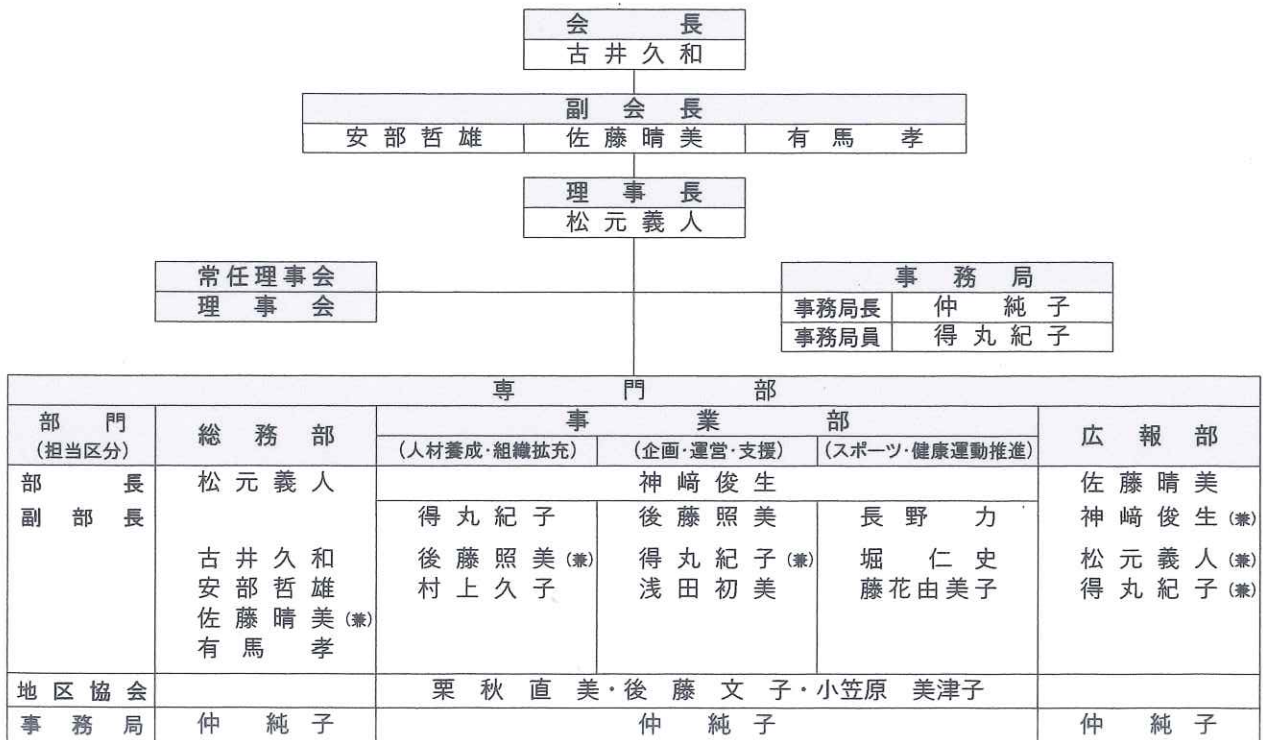 会長
古井久和
副会長
安部哲雄 佐藤晴美 有馬孝
理事長
松元義人
常任理事会
理事会
事務局
事務局長 仲純子
事務局員 得丸紀子
専門部
部門 総務部 事業部 広報部
(担当区分) (人材養成・組織拡充) (企画・運営・支援) (スポーツ・健康運動推進)
部長 松元義人 神﨑俊生 佐藤晴美
副部長 得丸紀子 後藤照美 長野力 神﨑俊生(兼)
古井久和 後藤照美(兼) 得丸紀子(兼) 堀仁史 松元義人(兼)
安部哲雄 村上久子 浅田初美 藤花由美子 得丸紀子(兼)
佐藤晴美(兼)
有馬孝
地区協会 栗秋直美・後藤文子・小笠原美津子
事務局 仲純子 仲純子 仲純子